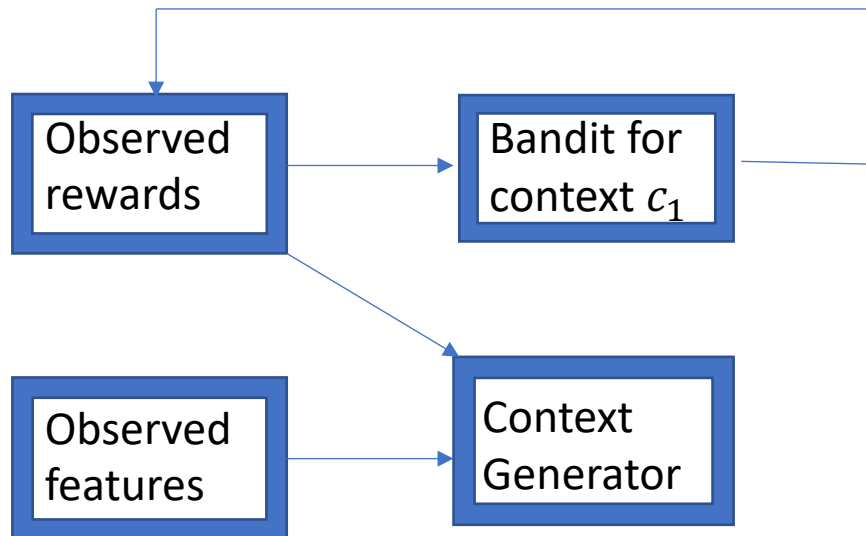 Observed
rewards
Bandit for
context c₁
Observed
features
Context
Generator